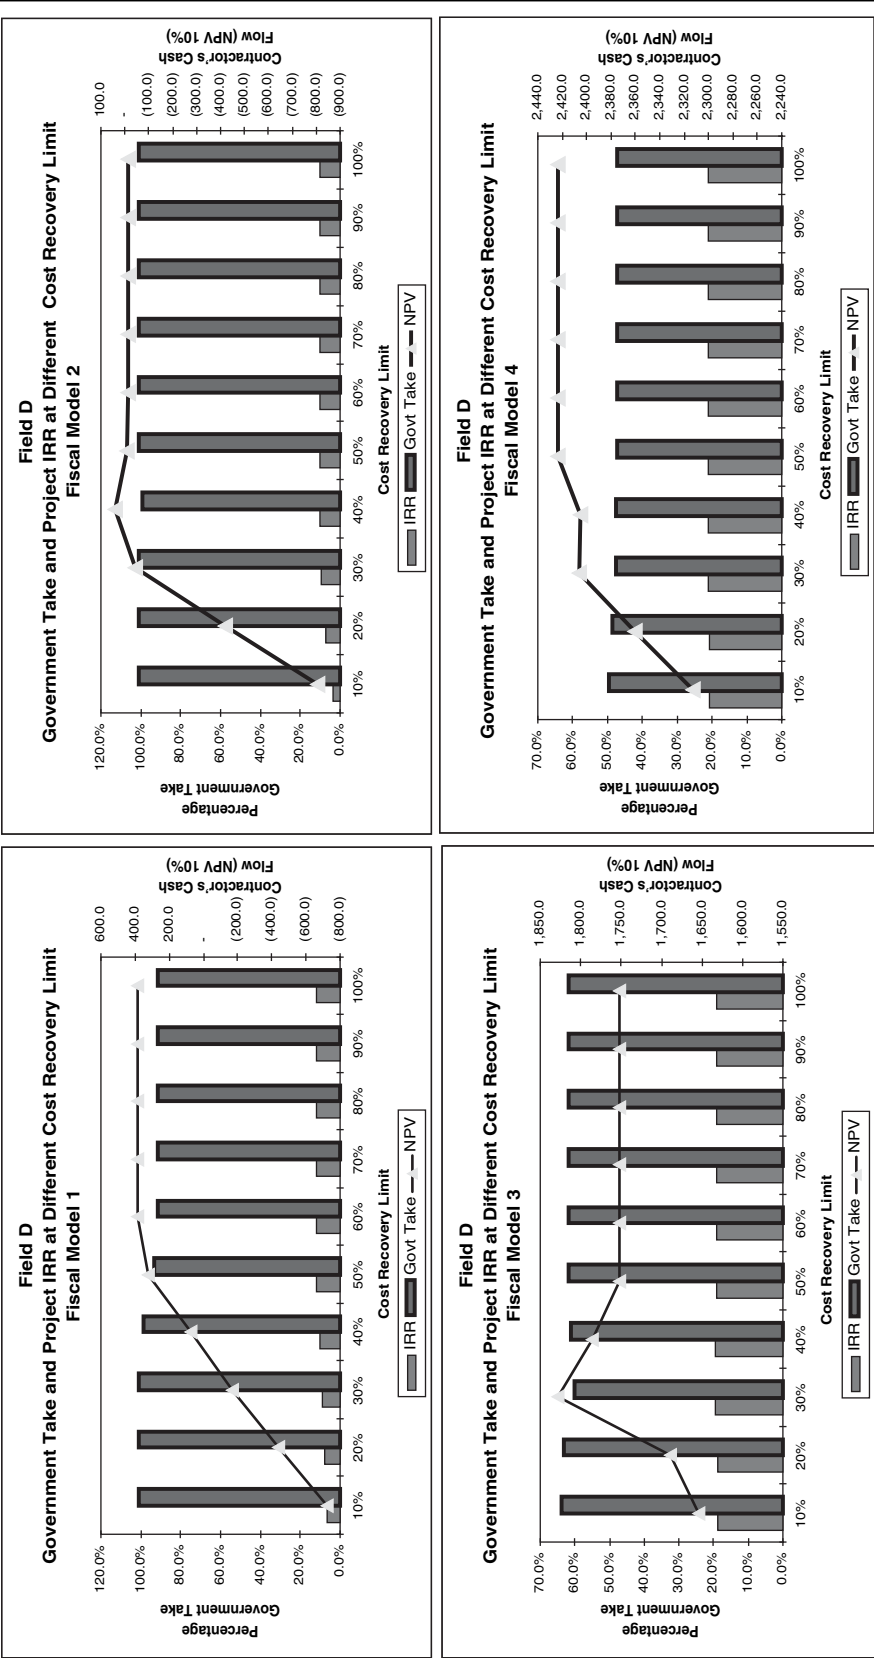 Field D
Government Take and Project IRR at Different Cost Recovery Limit
Fiscal Model 1
Percentage
Government Take
120.0%
100.0%
80.0%
60.0%
40.0%
20.0%
0.0%
600.0
400.0
200.0
-
(200.0)
(400.0)
(600.0)
(800.0)
Contractor's Cash
Flow (NPV 10%)
10% 20% 30% 40% 50% 60% 70% 80% 90% 100%
Cost Recovery Limit
IRR Govt Take NPV
Field D
Government Take and Project IRR at Different Cost Recovery Limit
Fiscal Model 2
Percentage
Government Take
120.0%
100.0%
80.0%
60.0%
40.0%
20.0%
0.0%
100.0
-
(100.0)
(200.0)
(300.0)
(400.0)
(500.0)
(600.0)
(700.0)
(800.0)
(900.0)
Contractor's Cash
Flow (NPV 10%)
10% 20% 30% 40% 50% 60% 70% 80% 90% 100%
Cost Recovery Limit
IRR Govt Take NPV
Field D
Government Take and Project IRR at Different Cost Recovery Limit
Fiscal Model 3
Percentage
Government Take
70.0%
60.0%
50.0%
40.0%
30.0%
20.0%
10.0%
0.0%
1,850.0
1,800.0
1,750.0
1,700.0
1,650.0
1,600.0
1,550.0
Contractor's Cash
Flow (NPV 10%)
10% 20% 30% 40% 50% 60% 70% 80% 90% 100%
Cost Recovery Limit
IRR Govt Take NPV
Field D
Government Take and Project IRR at Different Cost Recovery Limit
Fiscal Model 4
Percentage
Government Take
70.0%
60.0%
50.0%
40.0%
30.0%
20.0%
10.0%
0.0%
2,440.0
2,420.0
2,400.0
2,380.0
2,360.0
2,340.0
2,320.0
2,300.0
2,280.0
2,260.0
2,240.0
Contractor's Cash
Flow (NPV 10%)
10% 20% 30% 40% 50% 60% 70% 80% 90% 100%
Cost Recovery Limit
IRR Govt Take NPV